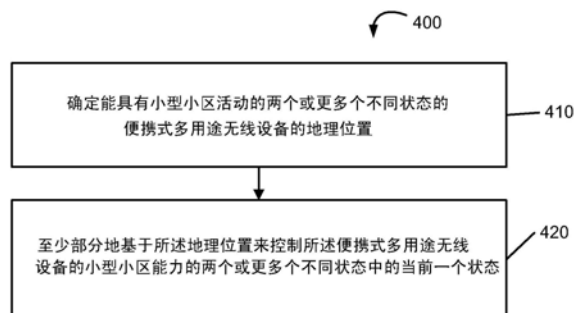 400
确定能具有小型小区活动的两个或更多个不同状态的
便携式多用途无线设备的地理位置
410
至少部分地基于所述地理位置来控制所述便携式多用途无线
设备的小型小区能力的两个或更多个不同状态中的当前一个状态
420